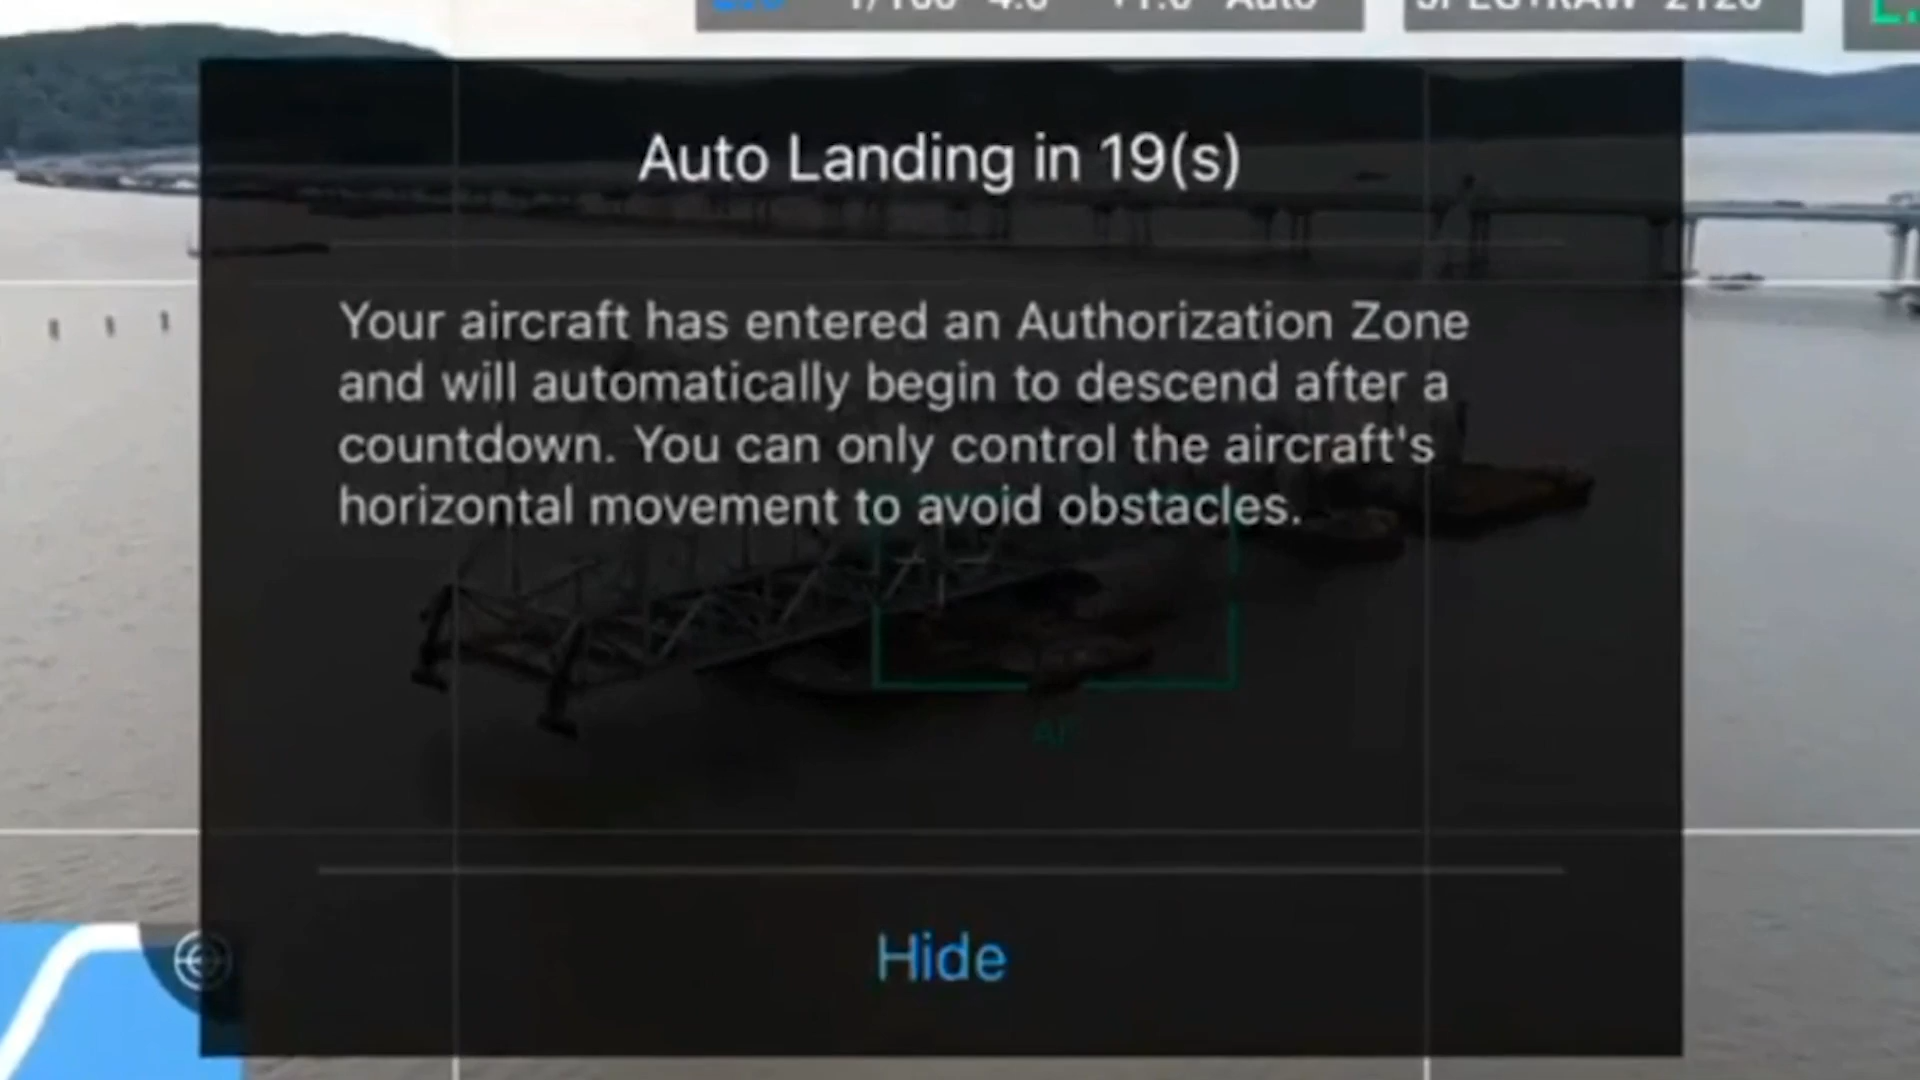 Auto Landing in 19(s)
Your aircraft has entered an Authorization Zone
and will automatically begin to descend after a
countdown. You can only control the aircraft's
horizontal movement to avoid obstacles.
AF
Hide